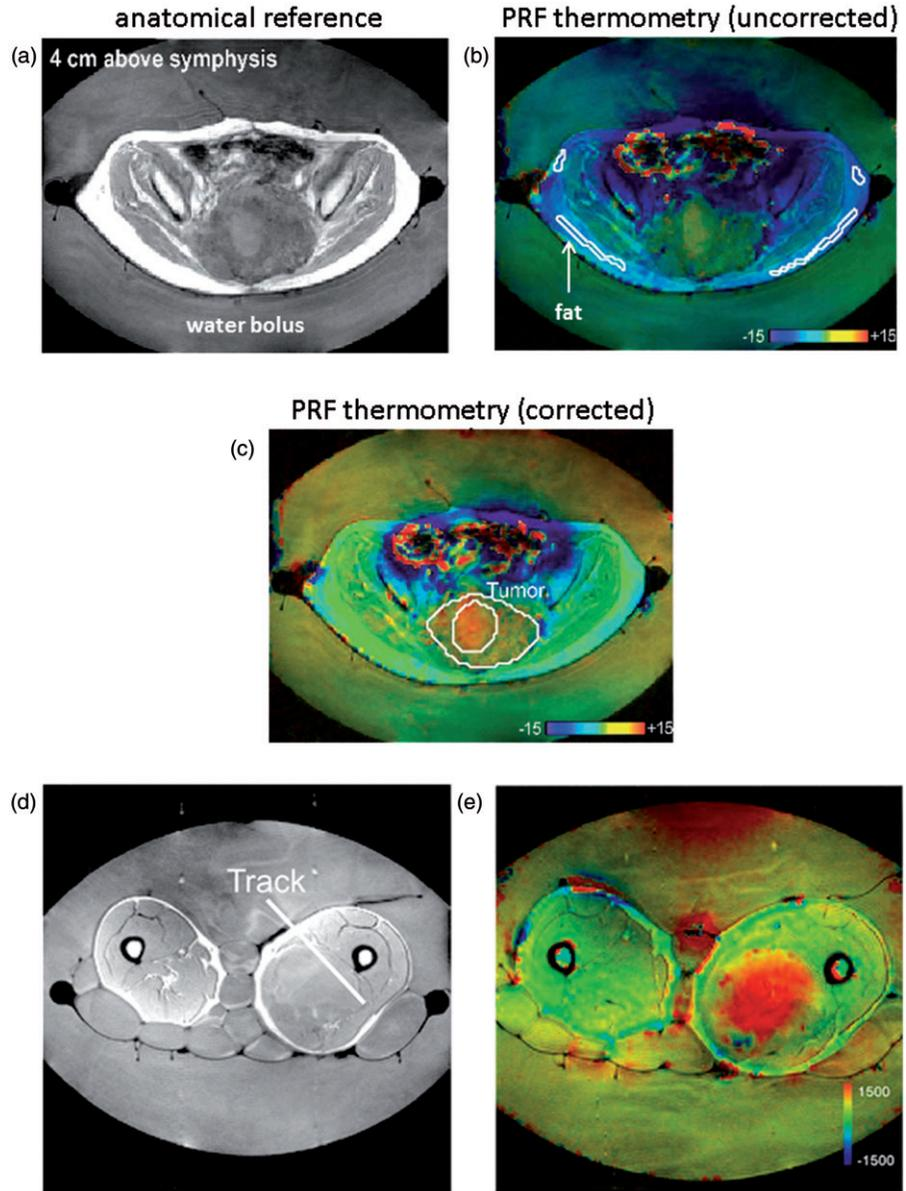 anatomical reference
PRF thermometry (uncorrected)
(a)
4 cm above symphysis
water bolus
(b)
fat
-15
+15
PRF thermometry (corrected)
(c)
Tumor
-15
+15
(d)
Track
(e)
1500
-1500